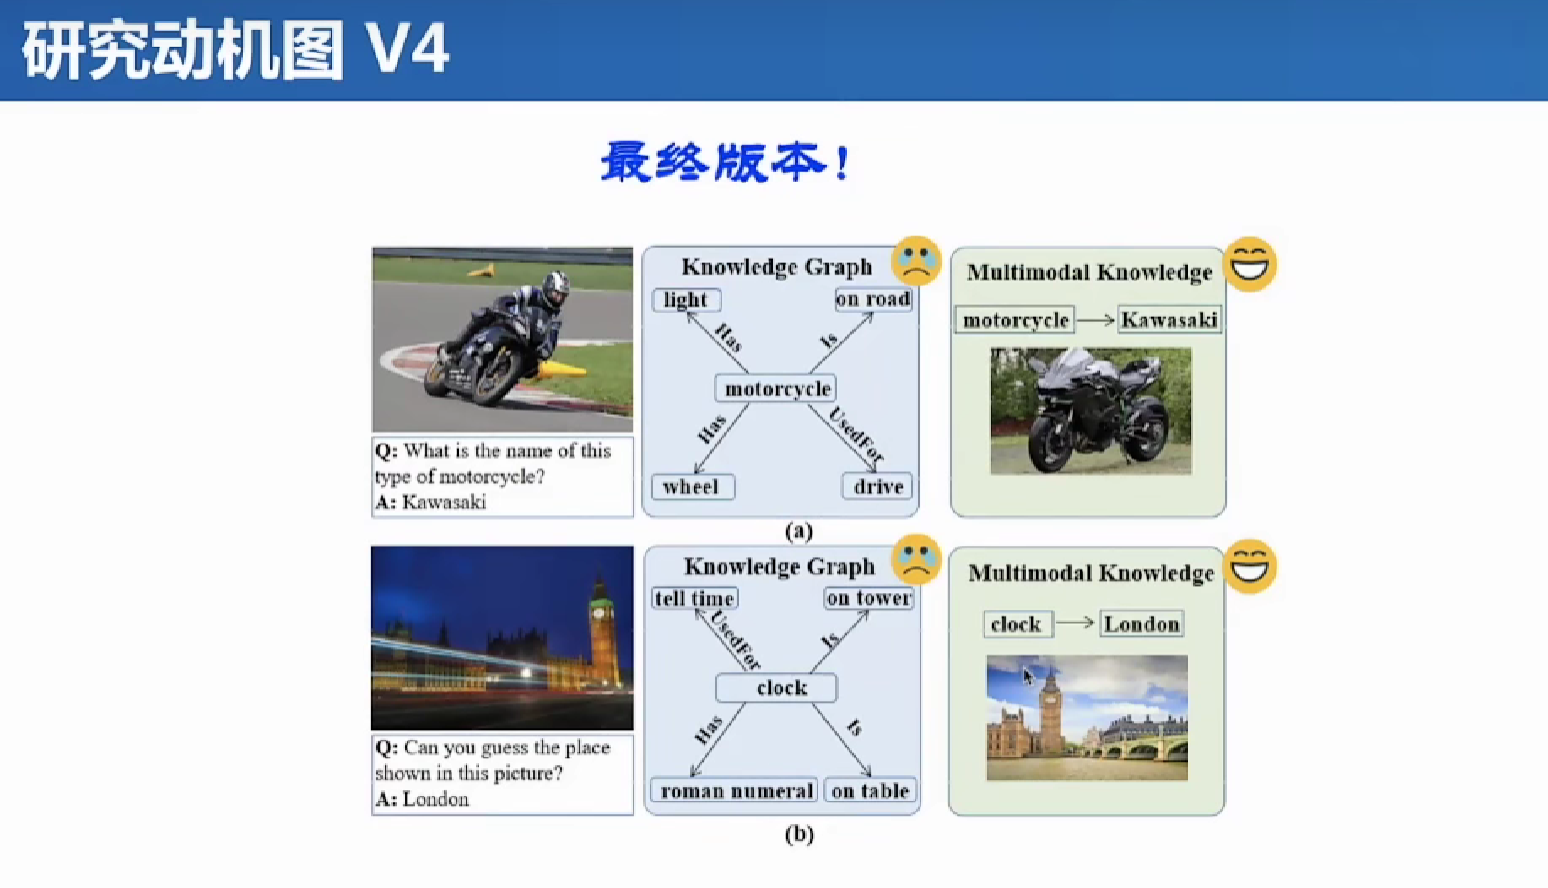 研究动机图 V4
最终版本!
Q: What is the name of this
type of motorcycle?
A: Kawasaki
Knowledge Graph
light
on road
Has
Is
motorcycle
Has
UsedFor
wheel
drive
Multimodal Knowledge
motorcycle
Kawasaki
(a)
Q: Can you guess the place
shown in this picture?
A: London
Knowledge Graph
tell time
on tower
UsedFor
Is
clock
Has
Is
roman numeral
on table
Multimodal Knowledge
clock
London
(b)